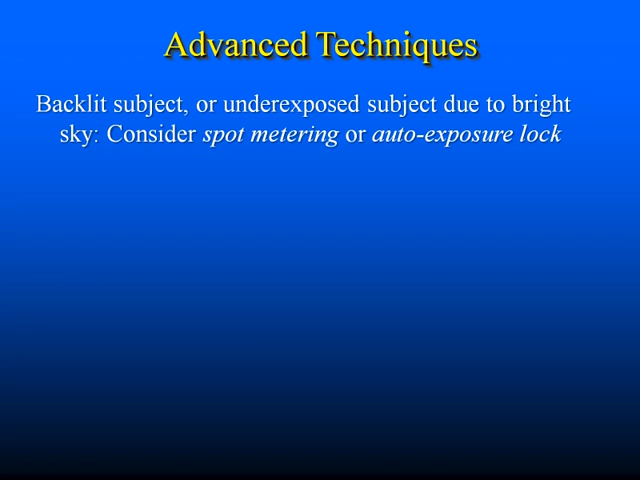 Advanced Techniques
Backlit subject, or underexposed subject due to bright
sky: Consider spot metering or auto-exposure lock